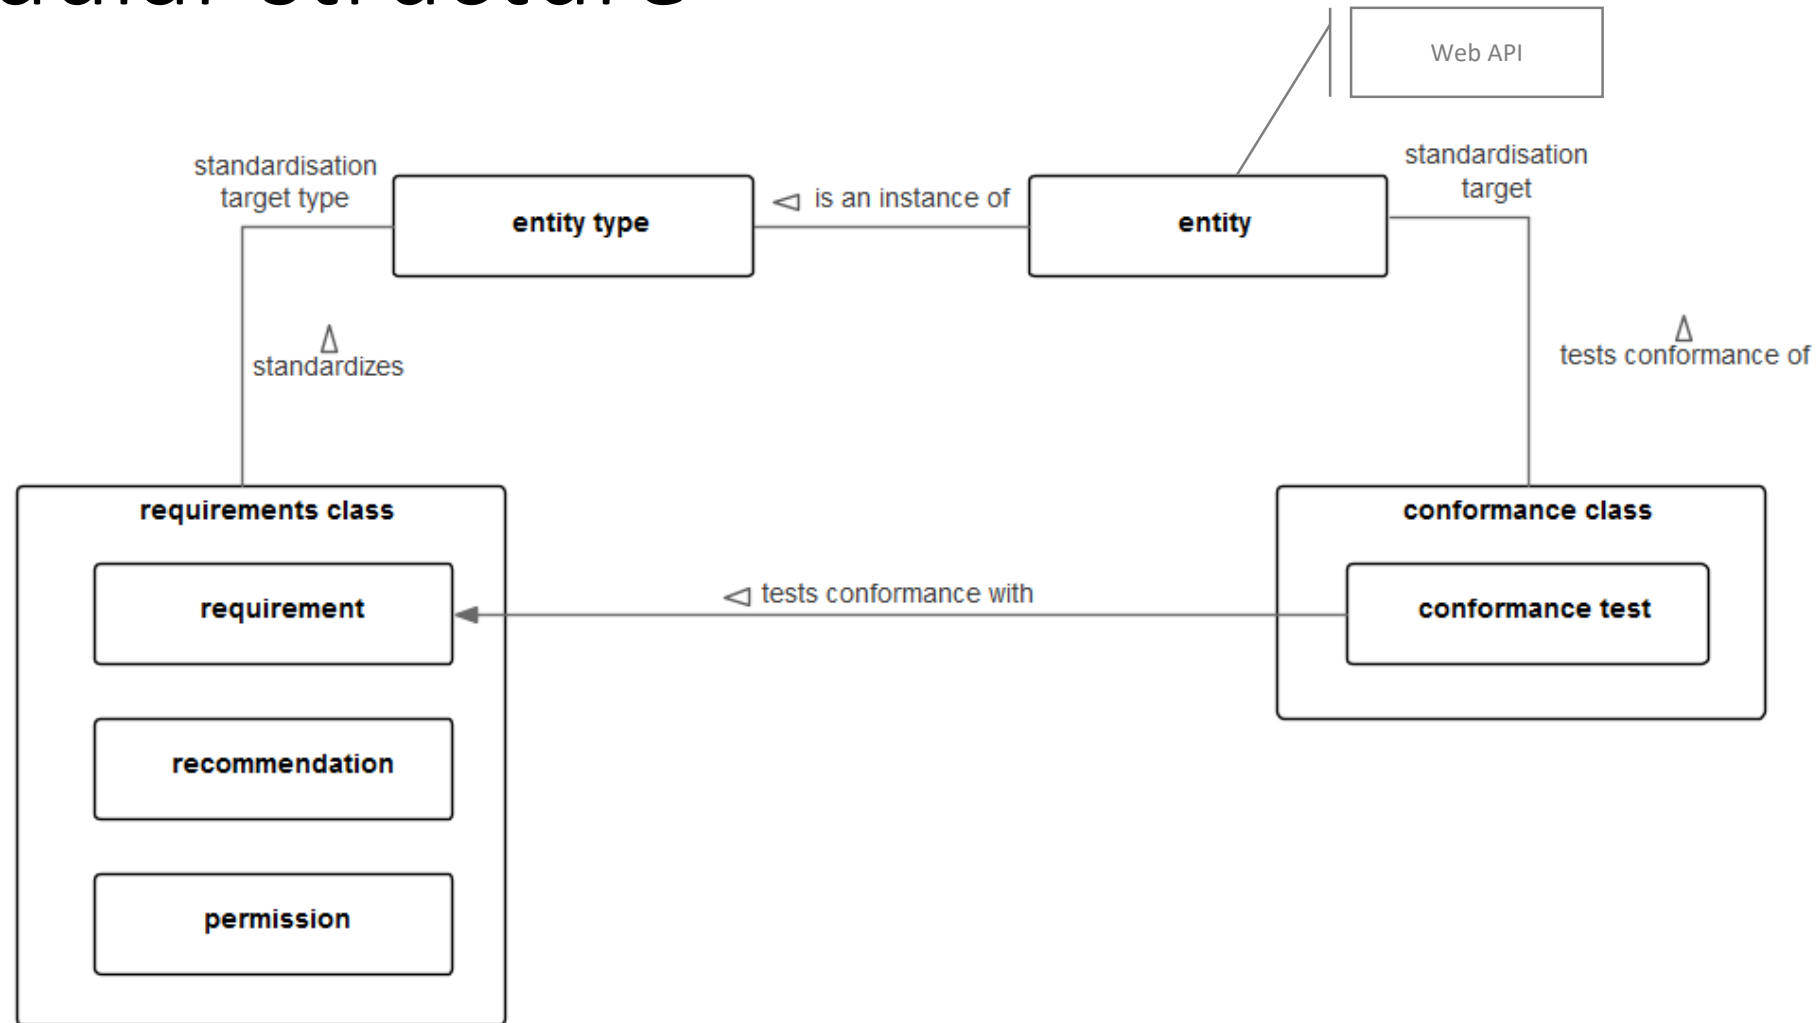 structure
Web API
standardisation
target type
entity type
is an instance of
entity
standardisation
target
standardizes
tests conformance of
requirements class
requirement
recommendation
permission
tests conformance with
conformance class
conformance test